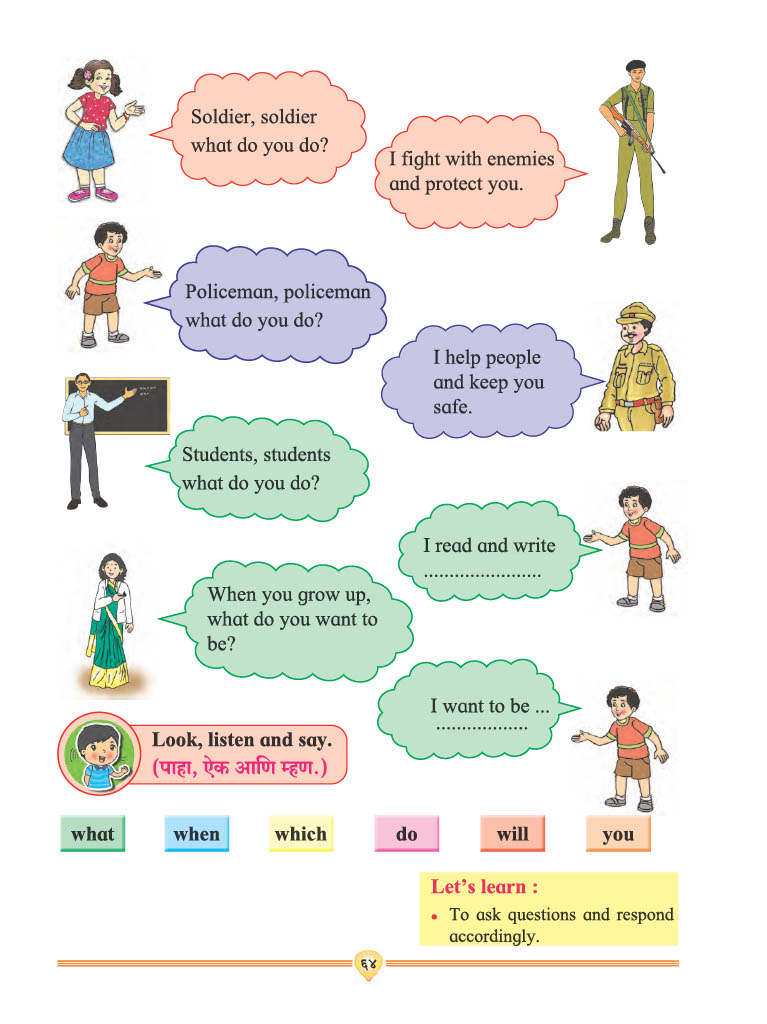 Soldier, soldier
what do you do?
I fight with enemies
and protect you.
Policeman, policeman
what do you do?
I help people
and keep you
safe.
Students, students
what do you do?
I read and write
.......................
When you grow up,
what do you want to
be?
I want to be ...
..................
Look, listen and say.
(पाहा, ऐक आणि म्हण.)
what when which do will you
Let's learn :
• To ask questions and respond
accordingly.
६४